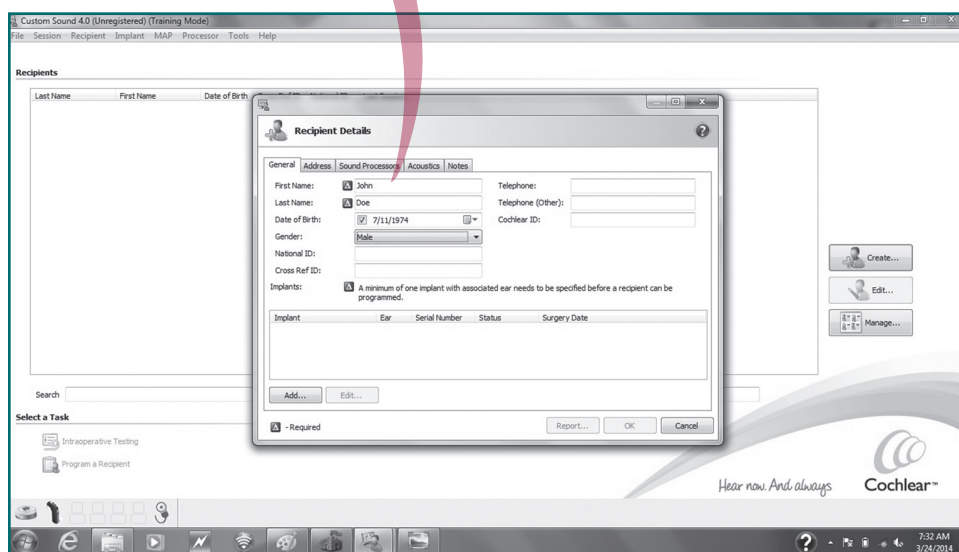 Custom Sound 4.0 (Unregistered) (Training Mode)
File Session Recipient Implant MAP Processor Tools Help
Recipients
Last Name First Name Date of Birth
Recipient Details
General Address Sound Processors Acoustics Notes
First Name: John Telephone:
Last Name: Doe Telephone (Other):
Date of Birth: 7/11/1974 Cochlear ID:
Gender: Male
National ID:
Cross Ref ID:
Implants: A minimum of one implant with associated ear needs to be specified before a recipient can be
programmed.
Implant Ear Serial Number Status Surgery Date
Add... Edit...
- Required Report... OK Cancel
Create...
Edit...
Manage...
Search
Select a Task
Intraoperative Testing
Program a Recipient
Hear now. And always
Cochlear™
7:32 AM
3/24/2014